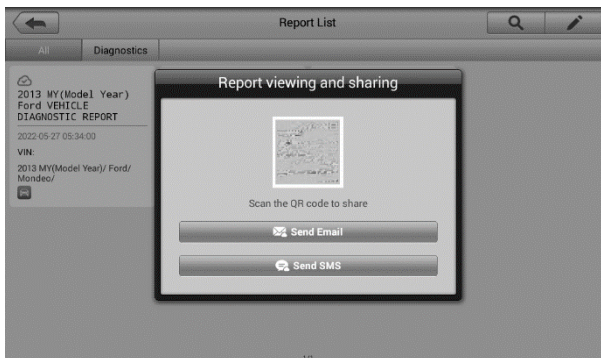 Report List
All
Diagnostics
2013 MY(Model Year)
Ford VEHICLE
DIAGNOSTIC REPORT
2022-05-27 05:34:00
VIN:
2013 MY(Model Year)/ Ford/
Mondeo/
Report viewing and sharing
Scan the QR code to share
Send Email
Send SMS